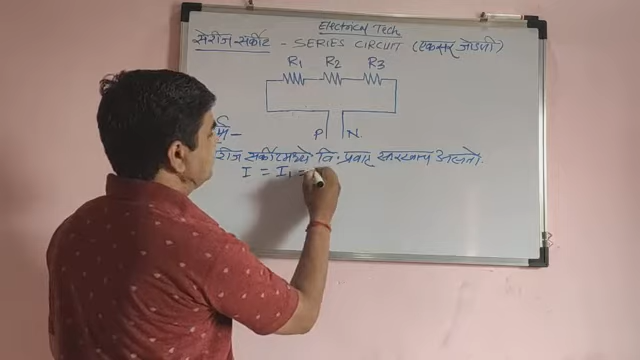 Electrical Tech.
सेरीज सर्कीट - SERIES CIRCUIT (एकसर जोडणी)
R1 R2 R3
P N
सर्कीटमध्ये वि. प्रवाह सारखाच असतो.
I = I1 =